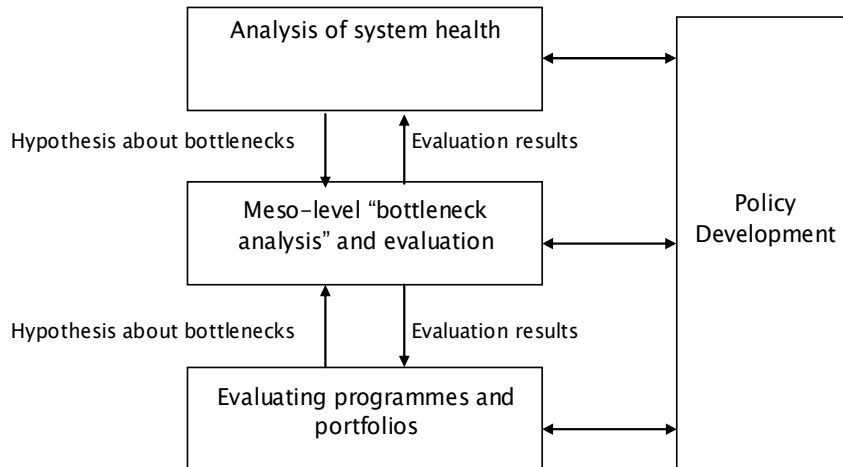 Analysis of system health
Hypothesis about bottlenecks
Evaluation results
Meso-level “bottleneck
analysis” and evaluation
Policy
Development
Hypothesis about bottlenecks
Evaluation results
Evaluating programmes and
portfolios